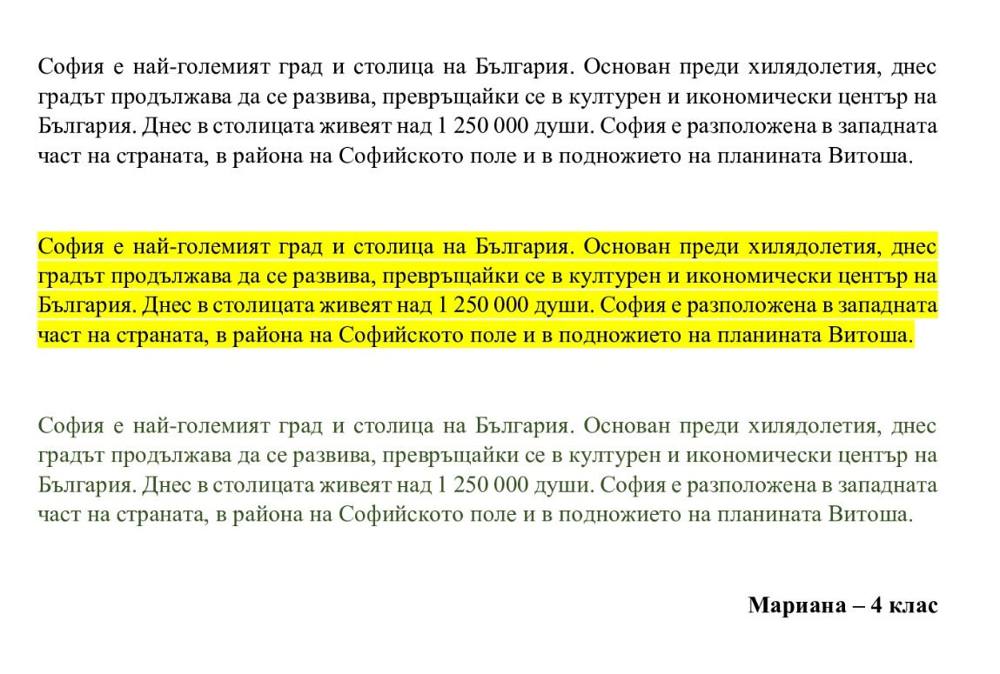 София е най-големият град и столица на България. Основан преди хилядолетия, днес
градът продължава да се развива, превръщайки се в културен и икономически център на
България. Днес в столицата живеят над 1 250 000 души. София е разположена в западната
част на страната, в района на Софийското поле и в подножието на планината Витоша.
София е най-големият град и столица на България. Основан преди хилядолетия, днес
градът продължава да се развива, превръщайки се в културен и икономически център на
България. Днес в столицата живеят над 1 250 000 души. София е разположена в западната
част на страната, в района на Софийското поле и в подножието на планината Витоша.
София е най-големият град и столица на България. Основан преди хилядолетия, днес
градът продължава да се развива, превръщайки се в културен и икономически център на
България. Днес в столицата живеят над 1 250 000 души. София е разположена в западната
част на страната, в района на Софийското поле и в подножието на планината Витоша.
Мариана – 4 клас